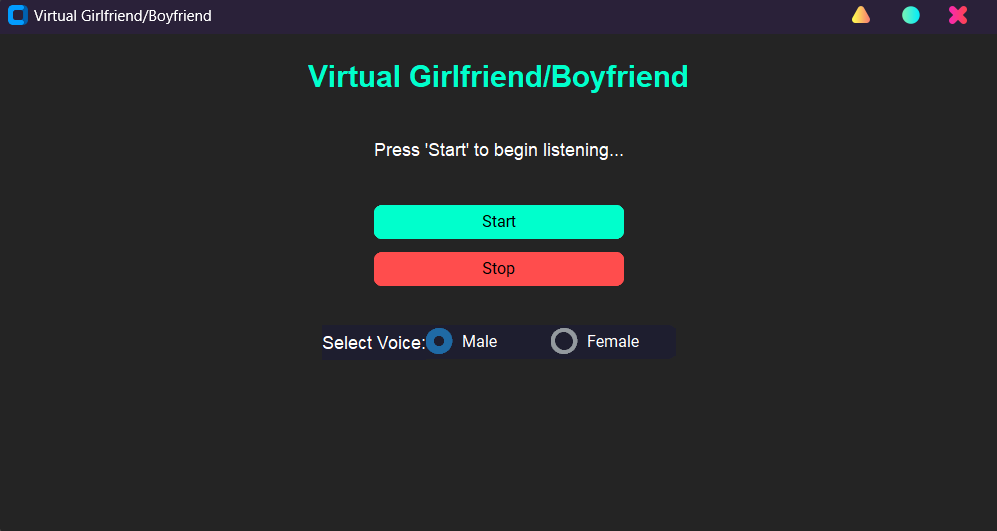 Virtual Girlfriend/Boyfriend
Virtual Girlfriend/Boyfriend
Press 'Start' to begin listening...
Start
Stop
Select Voice: Male Female